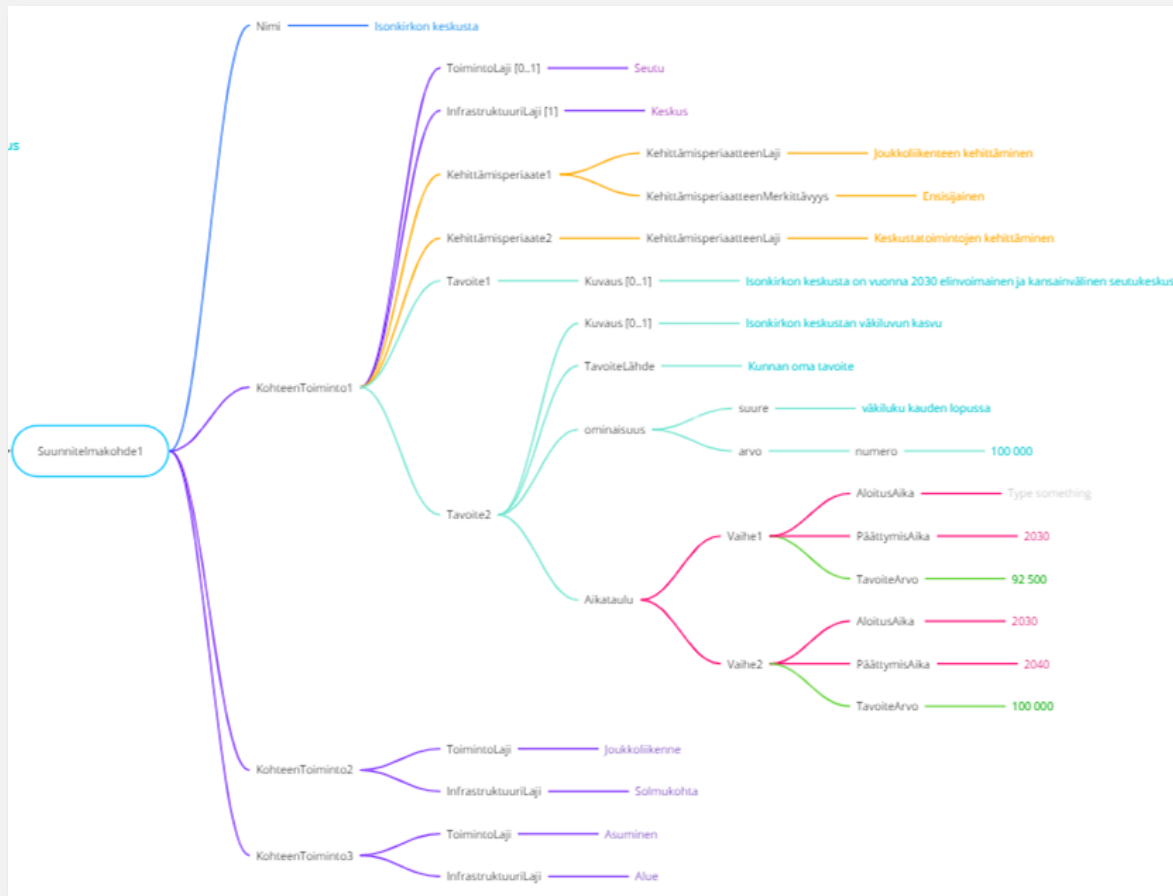 Nimi Isonkirkon keskusta
ToimintoLaji [0..1] Seutu
InfrastruktuuriLaji [1] Keskus
us
KehittämisperiaatteenLaji Joukkoliikenteen kehittäminen
Kehittämisperiaate1
KehittämisperiaatteenMerkittävyys Ensisijainen
Kehittämisperiaate2 KehittämisperiaatteenLaji Keskustatoimintojen kehittäminen
Tavoite1 Kuvaus [0..1] Isonkirkon keskusta on vuonna 2030 elinvoimainen ja kansainvälinen seutukeskus
Kuvaus [0..1] Isonkirkon keskustan väkiluvun kasvu
TavoiteLähde Kunnan oma tavoite
KohteenToiminto1
suure väkiluku kauden lopussa
ominaisuus
Suunnitelmakohde1
arvo numero 100 000
AloitusAika Type something
Tavoite2
Vaihe1 PäättymisAika 2030
TavoiteArvo 92 500
Aikataulu
AloitusAika 2030
Vaihe2 PäättymisAika 2040
TavoiteArvo 100 000
ToimintoLaji Joukkoliikenne
KohteenToiminto2
InfrastruktuuriLaji Solmukohta
ToimintoLaji Asuminen
KohteenToiminto3
InfrastruktuuriLaji Alue